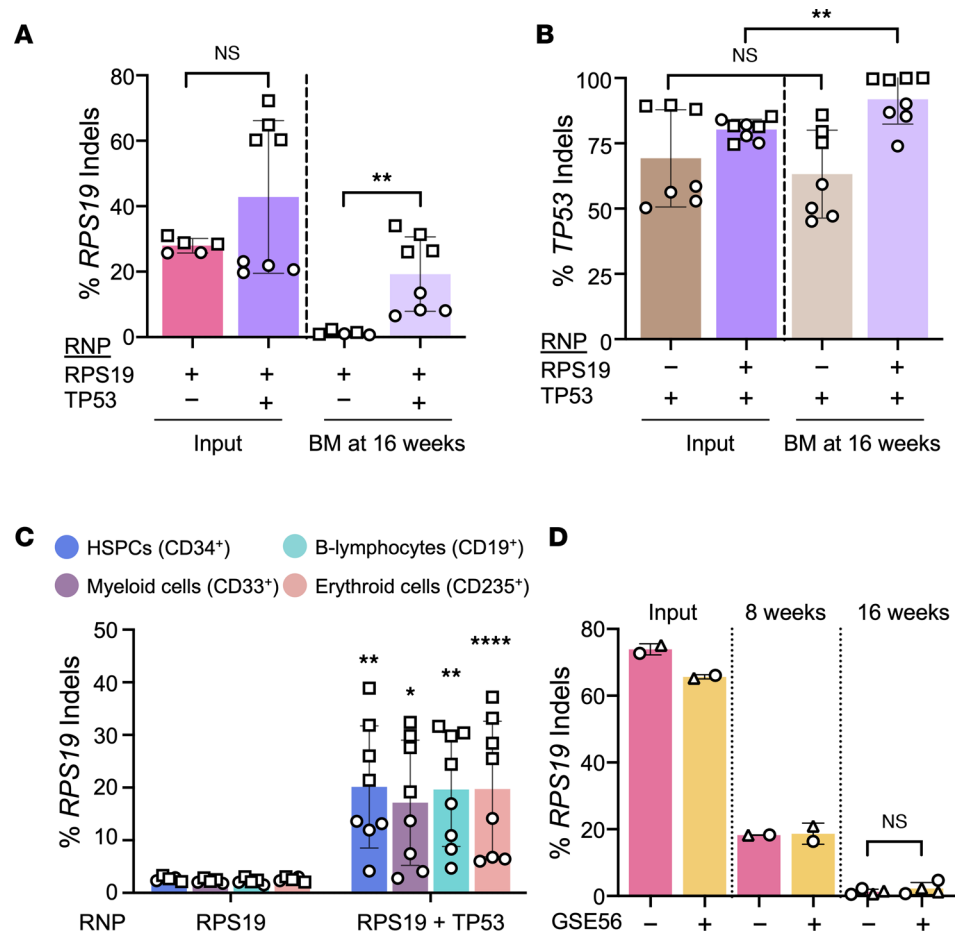 A
NS
**
% RPS19 Indels
80
60
40
20
0
RNP
RPS19 + + + +
TP53 − + − +
Input BM at 16 weeks
B
**
NS
% TP53 Indels
100
75
50
25
0
RNP
RPS19 − + − +
TP53 + + + +
Input BM at 16 weeks
C
HSPCs (CD34+) B-lymphocytes (CD19+)
Myeloid cells (CD33+) Erythroid cells (CD235+)
% RPS19 Indels
50
40
30
20
10
0
** * ** ****
RNP RPS19 RPS19 + TP53
D
Input 8 weeks 16 weeks
% RPS19 Indels
80
60
40
20
0
NS
GSE56 − + − + − +